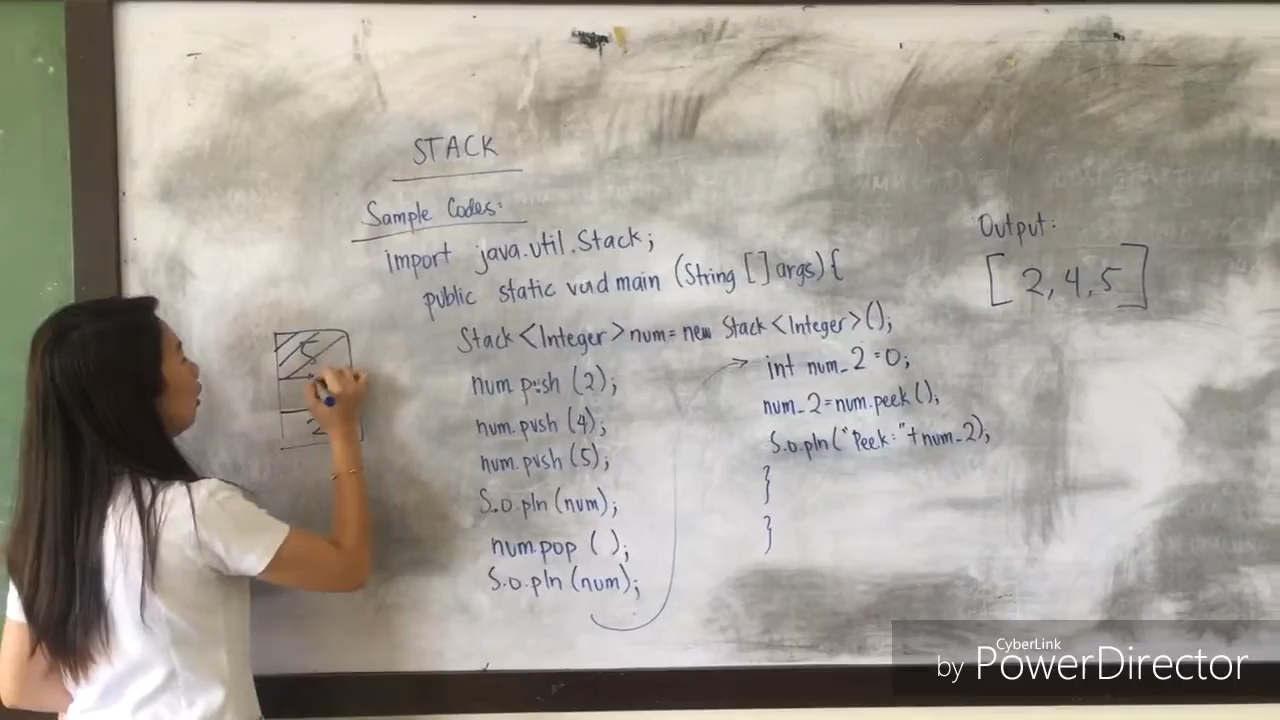 STACK
Sample Codes:
import java.util.Stack;
public static void main (String [] args) {
Stack <Integer> num = new Stack <Integer> ();
num.push (2);
num.push (4);
num.push (5);
S.o.pln (num);
num.pop ( );
S.o.pln (num);
int num_2 = 0;
num_2 = num.peek ();
S.o.pln ("Peek:" + num_2);
}
}
Output:
[ 2, 4, 5 ]
5
2
CyberLink
by PowerDirector